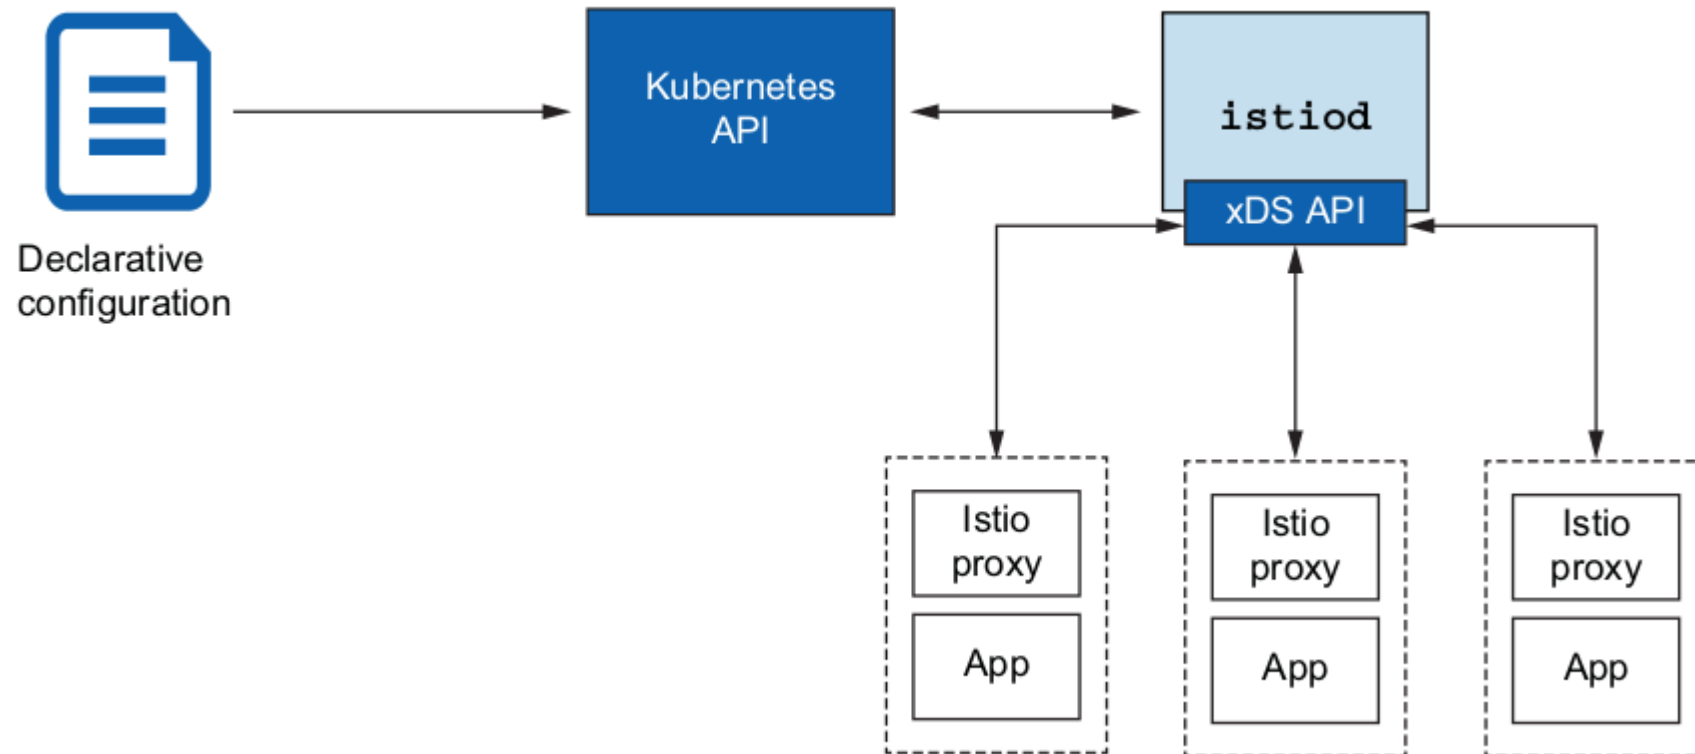 Kubernetes
API
istiod
xDS API
Declarative
configuration
Istio
proxy
App
Istio
proxy
App
Istio
proxy
App